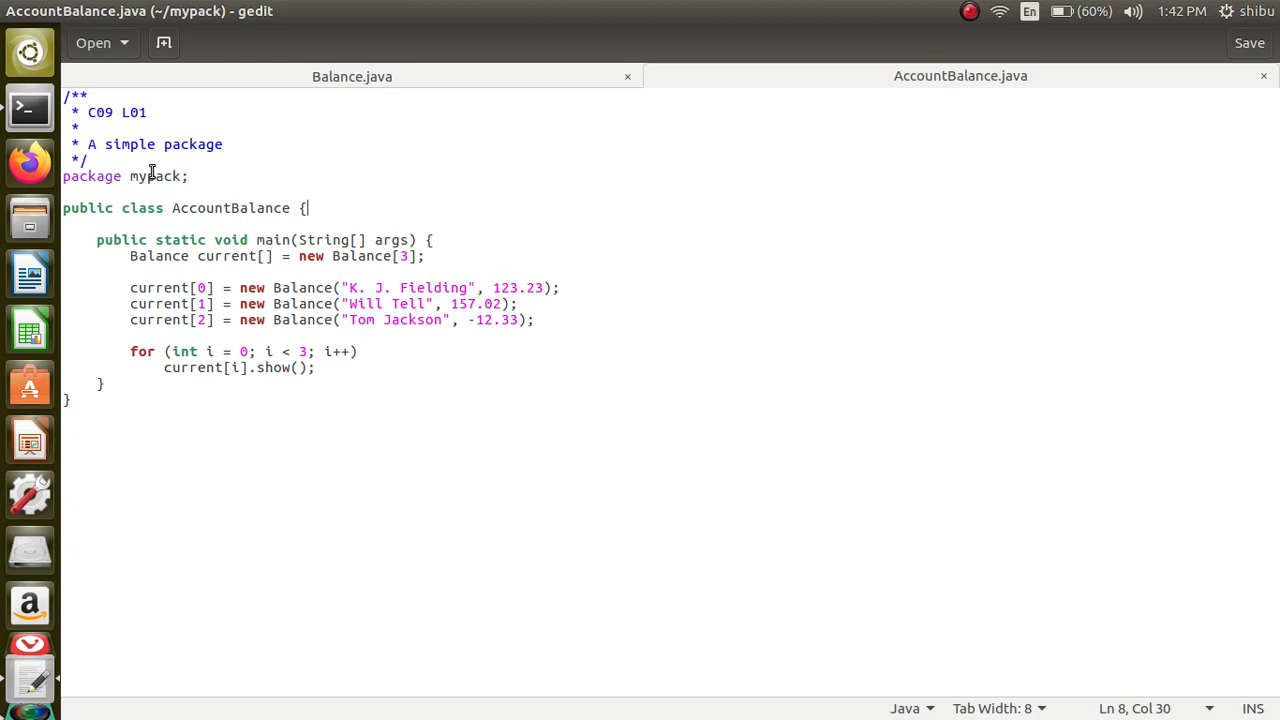 AccountBalance.java (~/mypack) - gedit
En (60%) 1:42 PM shibu
Open Save
Balance.java × AccountBalance.java ×
/**
 * C09 L01
 *
 * A simple package
 */
package mypack;
public class AccountBalance {
    public static void main(String[] args) {
        Balance current[] = new Balance[3];
        current[0] = new Balance("K. J. Fielding", 123.23);
        current[1] = new Balance("Will Tell", 157.02);
        current[2] = new Balance("Tom Jackson", -12.33);
        for (int i = 0; i < 3; i++)
            current[i].show();
    }
}
Java Tab Width: 8 Ln 8, Col 30 INS